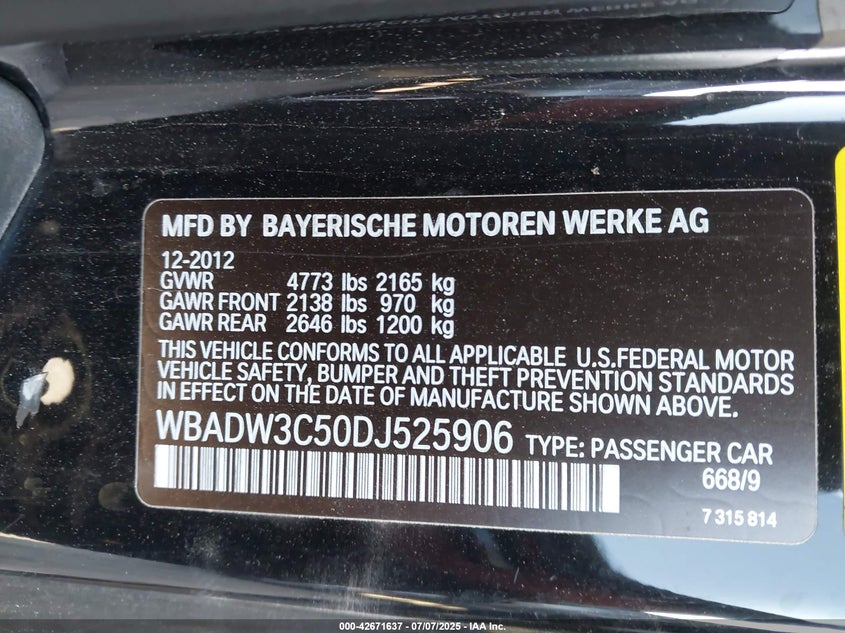 MFD BY BAYERISCHE MOTOREN WERKE AG
12-2012
GVWR 4773 lbs 2165 kg
GAWR FRONT 2138 lbs 970 kg
GAWR REAR 2646 lbs 1200 kg
THIS VEHICLE CONFORMS TO ALL APPLICABLE U.S.FEDERAL MOTOR
VEHICLE SAFETY, BUMPER AND THEFT PREVENTION STANDARDS
IN EFFECT ON THE DATE OF MANUFACTURE SHOWN ABOVE.
WBADW3C50DJ525906 TYPE: PASSENGER CAR
668/9
7 315 814
000-42671637 - 07/07/2025 - IAA Inc.